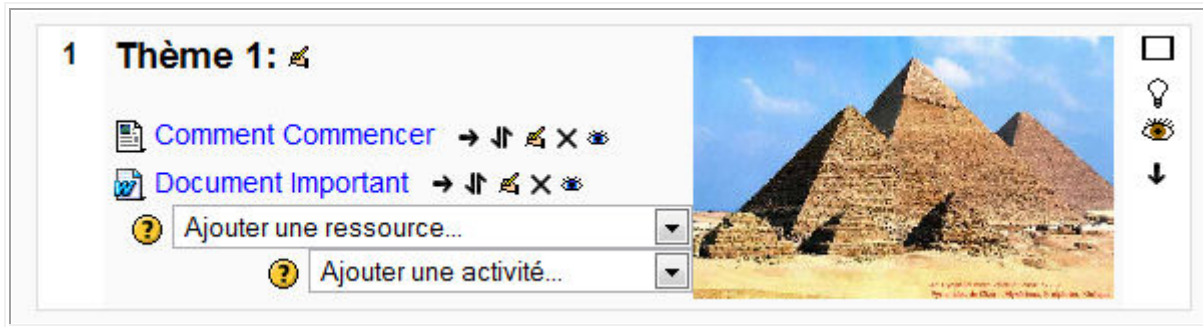 1 Thème 1:
Comment Commencer
Document Important
Ajouter une ressource...
Ajouter une activité...